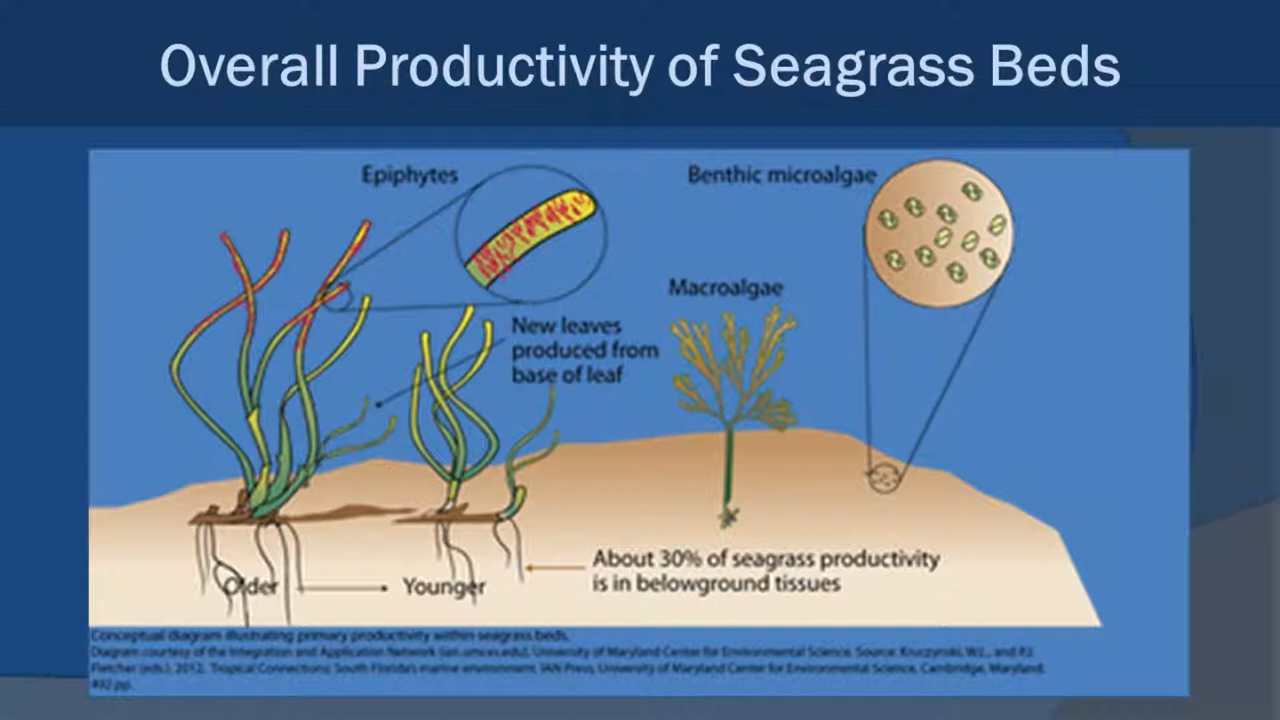 Overall Productivity of Seagrass Beds
Epiphytes
Benthic microalgae
Macroalgae
New leaves
produced from
base of leaf
About 30% of seagrass productivity
is in belowground tissues
Older
Younger
Conceptual diagram illustrating primary productivity within seagrass beds.
Diagram courtesy of the Integration and Application Network (ian.umces.edu), University of Maryland Center for Environmental Science. Source: Kruczynski, W.L., and P.J.
Fletcher (eds.). 2012. Tropical Connections: South Florida's marine environment. IAN Press, University of Maryland Center for Environmental Science, Cambridge, Maryland.
492 pp.